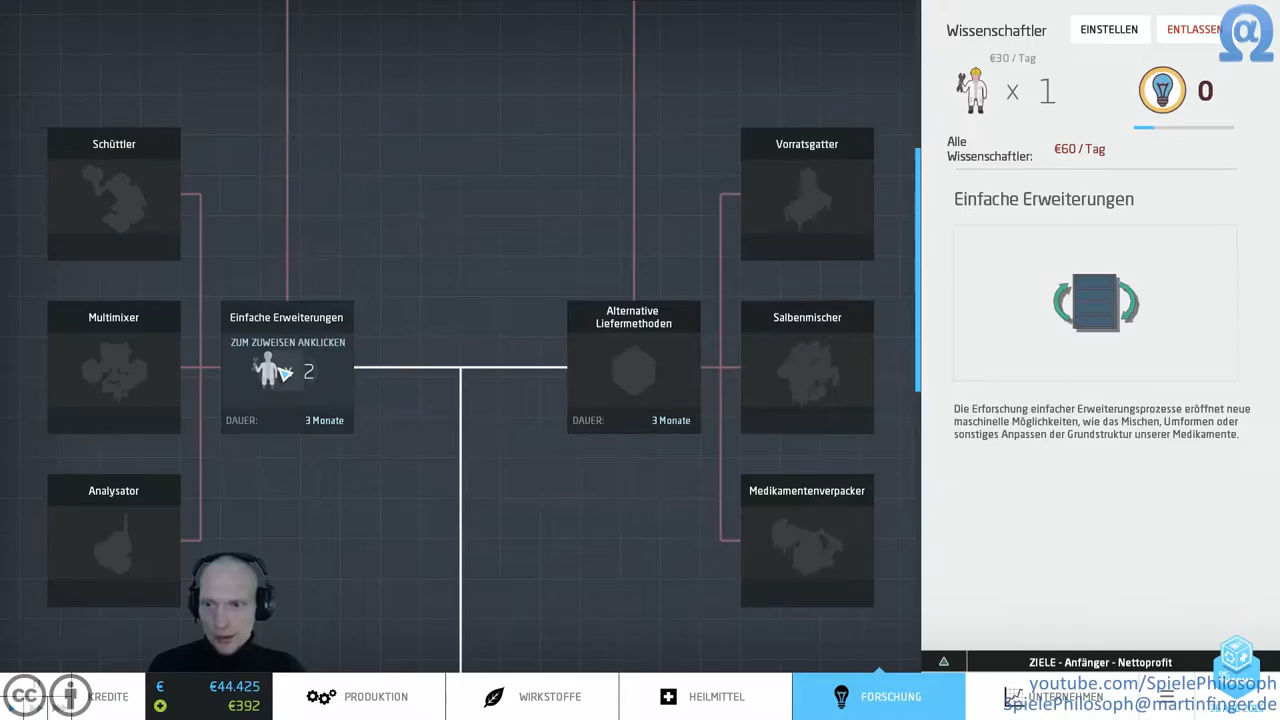 Wissenschaftler
EINSTELLEN
ENTLASSEN
€30 / Tag
x 1
0
Alle
Wissenschaftler:
€60 / Tag
Einfache Erweiterungen
Die Erforschung einfacher Erweiterungsprozesse eröffnet neue
maschinelle Möglichkeiten, wie das Mischen, Umformen oder
sonstiges Anpassen der Grundstruktur unserer Medikamente.
Schüttler
Vorratsgatter
Multimixer
Einfache Erweiterungen
ZUM ZUWEISEN ANKLICKEN
2
DAUER: 3 Monate
Alternative
Liefermethoden
DAUER: 3 Monate
Salbenmischer
Analysator
Medikamentenverpacker
ZIELE - Anfänger - Nettoprofit
cc
KREDITE
€ €44.425
€392
PRODUKTION
WIRKSTOFFE
HEILMITTEL
FORSCHUNG
UNTERNEHMEN
youtube.com/SpielePhilosoph
SpielePhilosoph@martinfinger.de